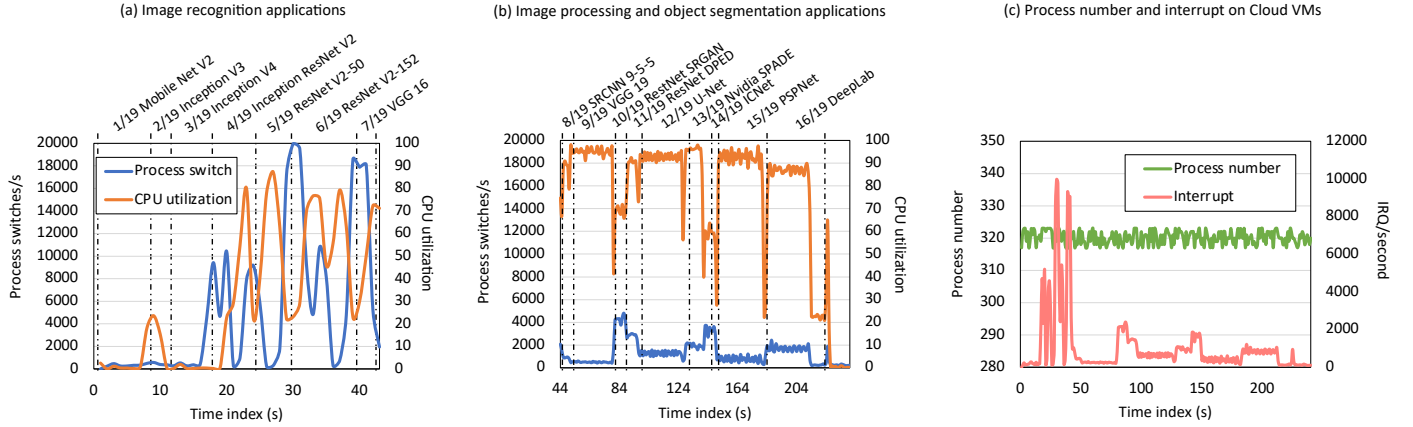 (a) Image recognition applications
1/19 Mobile Net V2
2/19 Inception V3
3/19 Inception V4
4/19 Inception ResNet V2
5/19 ResNet V2-50
6/19 ResNet V2-152
7/19 VGG 16
Process switches/s
20000
18000
16000
14000
12000
10000
8000
6000
4000
2000
0
Process switch
CPU utilization
100
90
80
70
60
50
40
30
20
10
0
CPU utilization
0
10
20
30
40
Time index (s)
(b) Image processing and object segmentation applications
8/19 SRCNN 9-5-5
9/19 VGG 19
10/19 RestNet SRGAN
11/19 ResNet DPED
12/19 U-Net
13/19 Nvidia SPADE
14/19 ICNet
15/19 PSPNet
16/19 DeepLab
Process switches/s
20000
18000
16000
14000
12000
10000
8000
6000
4000
2000
0
100
90
80
70
60
50
40
30
20
10
0
CPU utilization
44
84
124
164
204
Time index (s)
(c) Process number and interrupt on Cloud VMs
Process number
350
340
330
320
310
300
290
280
Process number
Interrupt
12000
10000
8000
6000
4000
2000
0
IRQ/second
0
50
100
150
200
Time index (s)